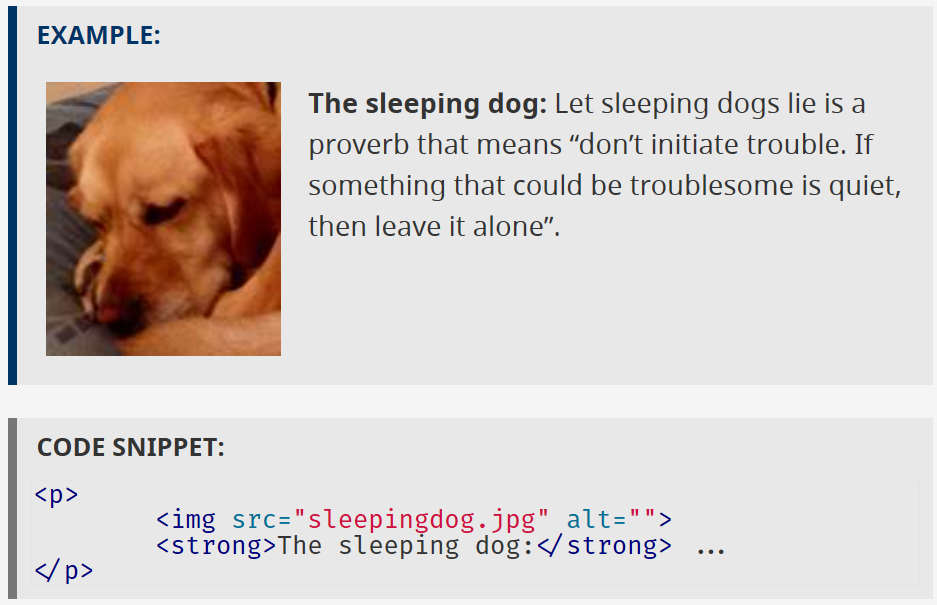 EXAMPLE:
The sleeping dog: Let sleeping dogs lie is a
proverb that means “don’t initiate trouble. If
something that could be troublesome is quiet,
then leave it alone”.
CODE SNIPPET:
<p>
<img src="sleepingdog.jpg" alt="">
<strong>The sleeping dog:</strong> ...
</p>